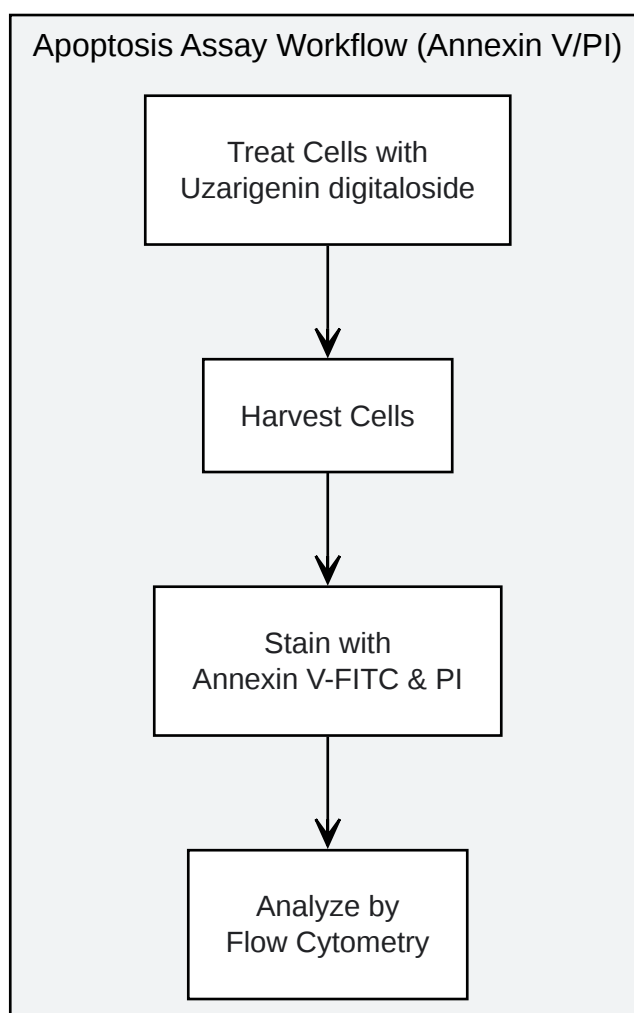 Apoptosis Assay Workflow (Annexin V/PI)
Treat Cells with
Uzarigenin digitaloside
Harvest Cells
Stain with
Annexin V-FITC & PI
Analyze by
Flow Cytometry